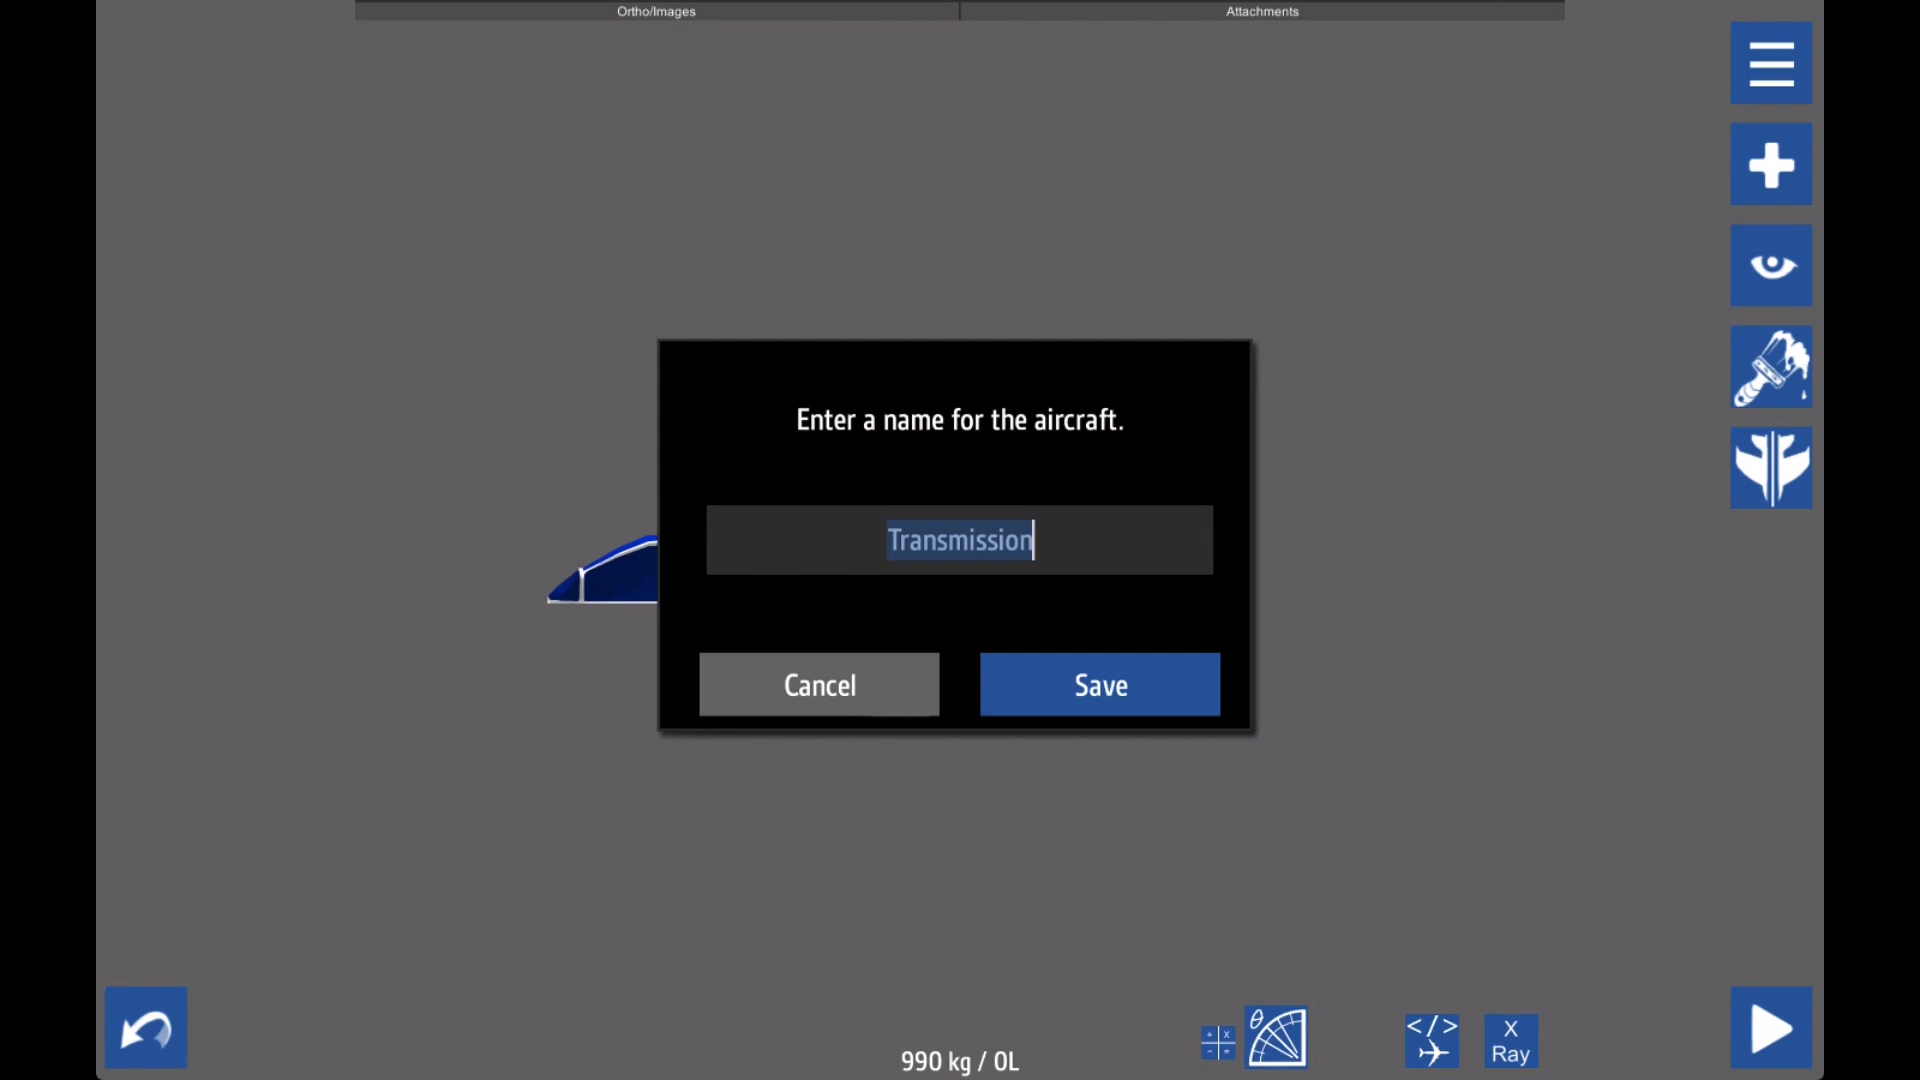 Ortho/Images
Attachments
Enter a name for the aircraft.
Transmission
Cancel
Save
990 kg / 0L
θ
</>
X
Ray